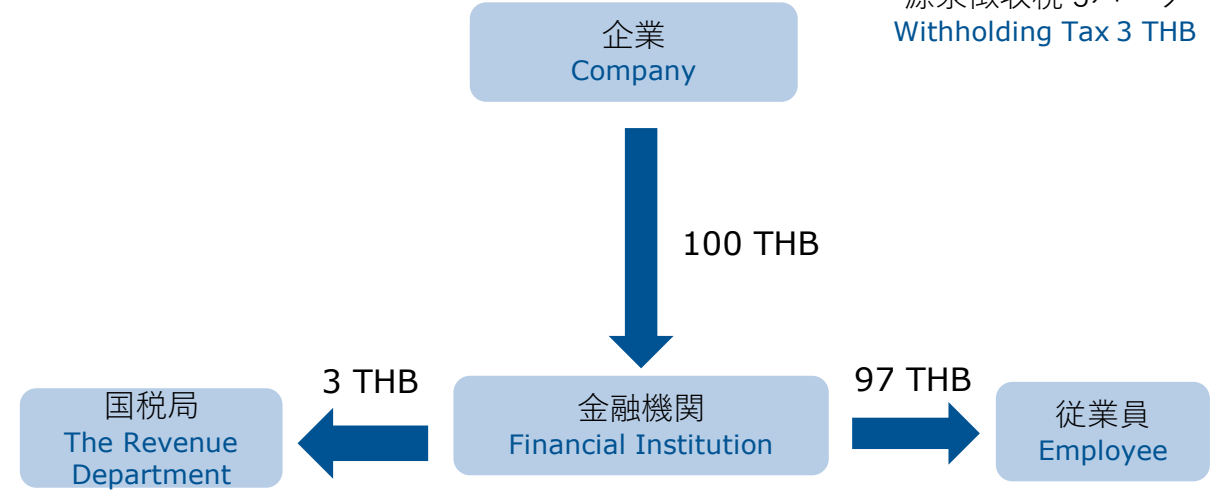 Withholding Tax 3 THB
企業
Company
100 THB
3 THB
97 THB
国税局
The Revenue
Department
金融機関
Financial Institution
従業員
Employee